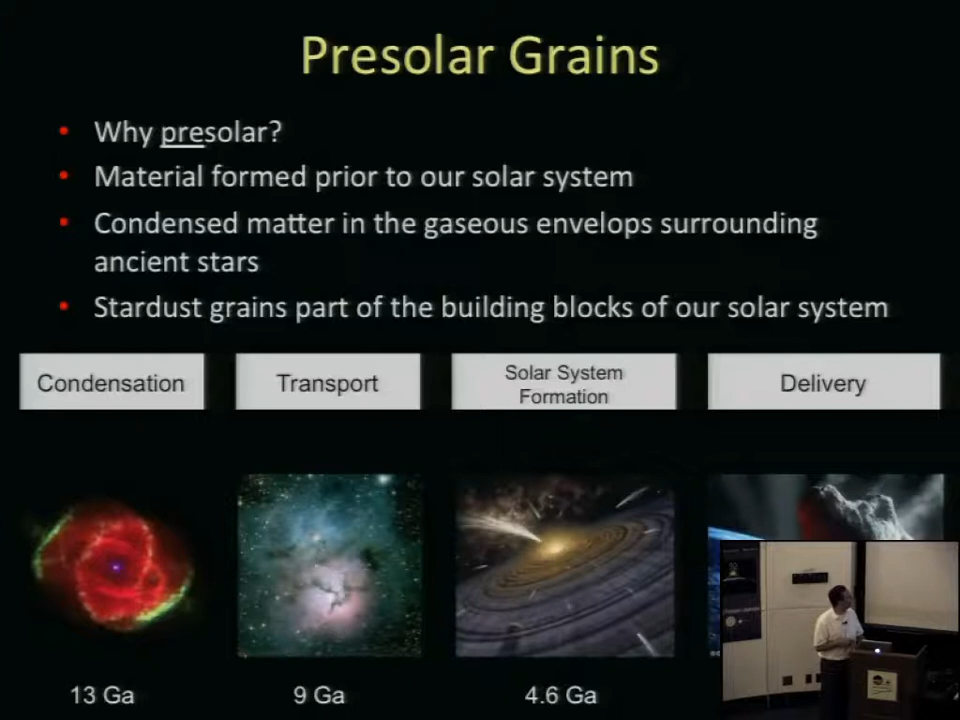 Presolar Grains
• Why presolar?
• Material formed prior to our solar system
• Condensed matter in the gaseous envelops surrounding
ancient stars
• Stardust grains part of the building blocks of our solar system
Condensation
Transport
Solar System
Formation
Delivery
13 Ga
9 Ga
4.6 Ga